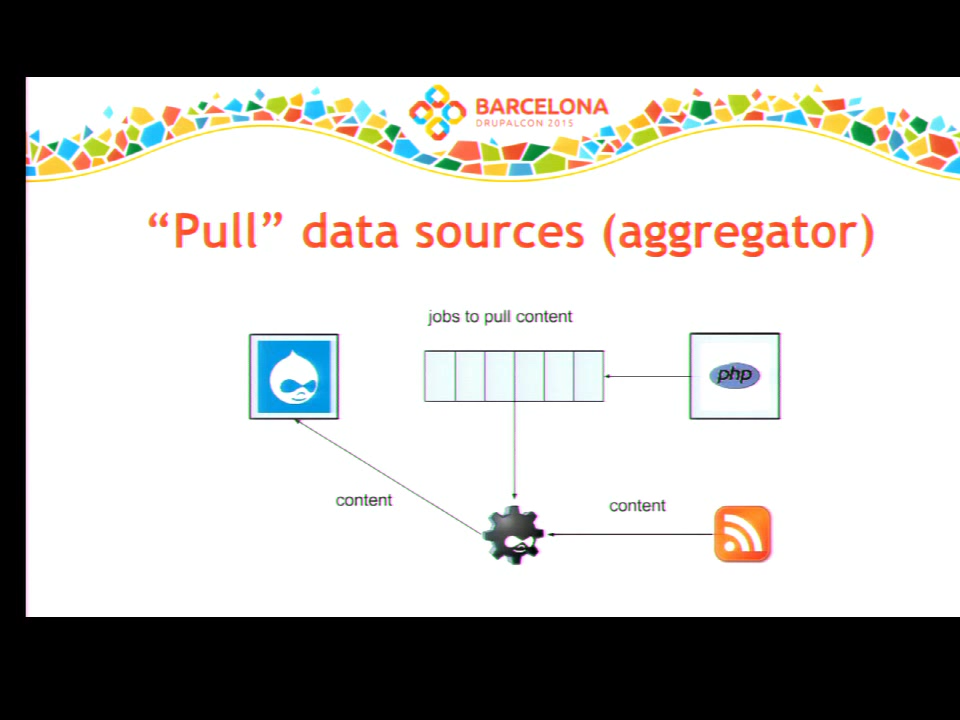 BARCELONA
DRUPALCON 2015
“Pull” data sources (aggregator)
jobs to pull content
php
content
content